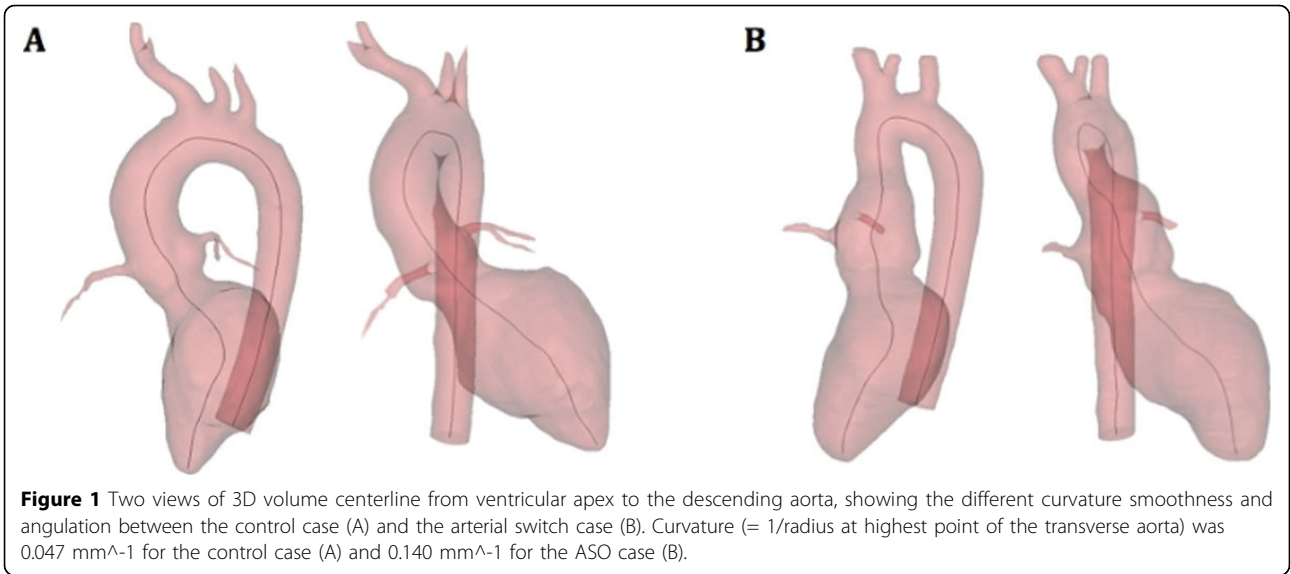 A
B
Figure 1 Two views of 3D volume centerline from ventricular apex to the descending aorta, showing the different curvature smoothness and
angulation between the control case (A) and the arterial switch case (B). Curvature (= 1/radius at highest point of the transverse aorta) was
0.047 mm^-1 for the control case (A) and 0.140 mm^-1 for the ASO case (B).